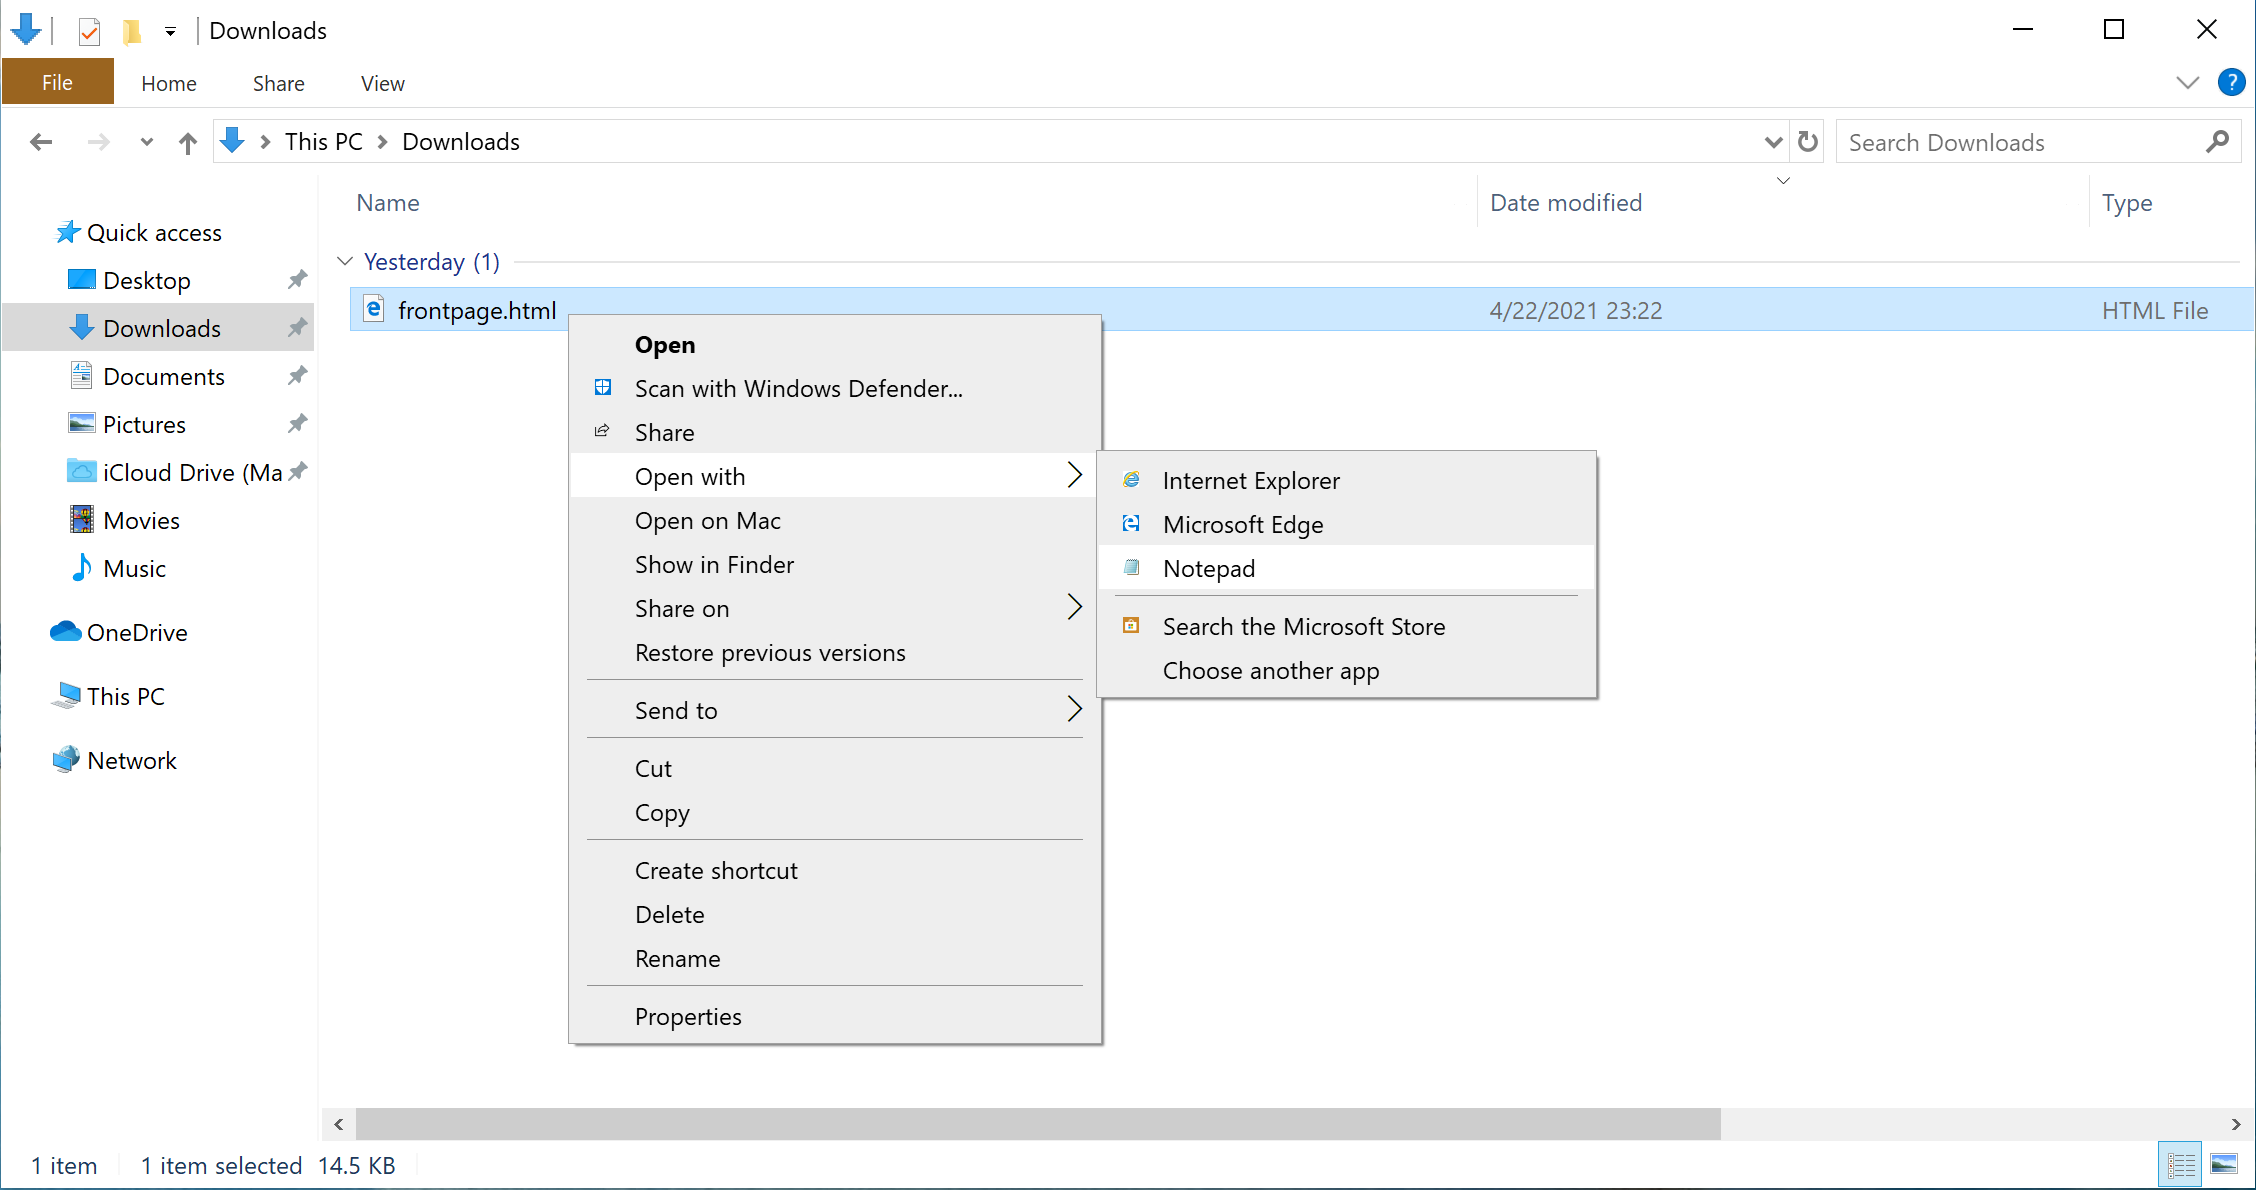 Downloads
File Home Share View
?
This PC Downloads
Search Downloads
Name Date modified Type
Quick access
Desktop
Downloads
Documents
Pictures
iCloud Drive (Ma
Movies
Music
OneDrive
This PC
Network
Yesterday (1)
frontpage.html 4/22/2021 23:22 HTML File
Open
Scan with Windows Defender...
Share
Open with
Open on Mac
Show in Finder
Share on
Restore previous versions
Send to
Cut
Copy
Create shortcut
Delete
Rename
Properties
Internet Explorer
Microsoft Edge
Notepad
Search the Microsoft Store
Choose another app
1 item 1 item selected 14.5 KB